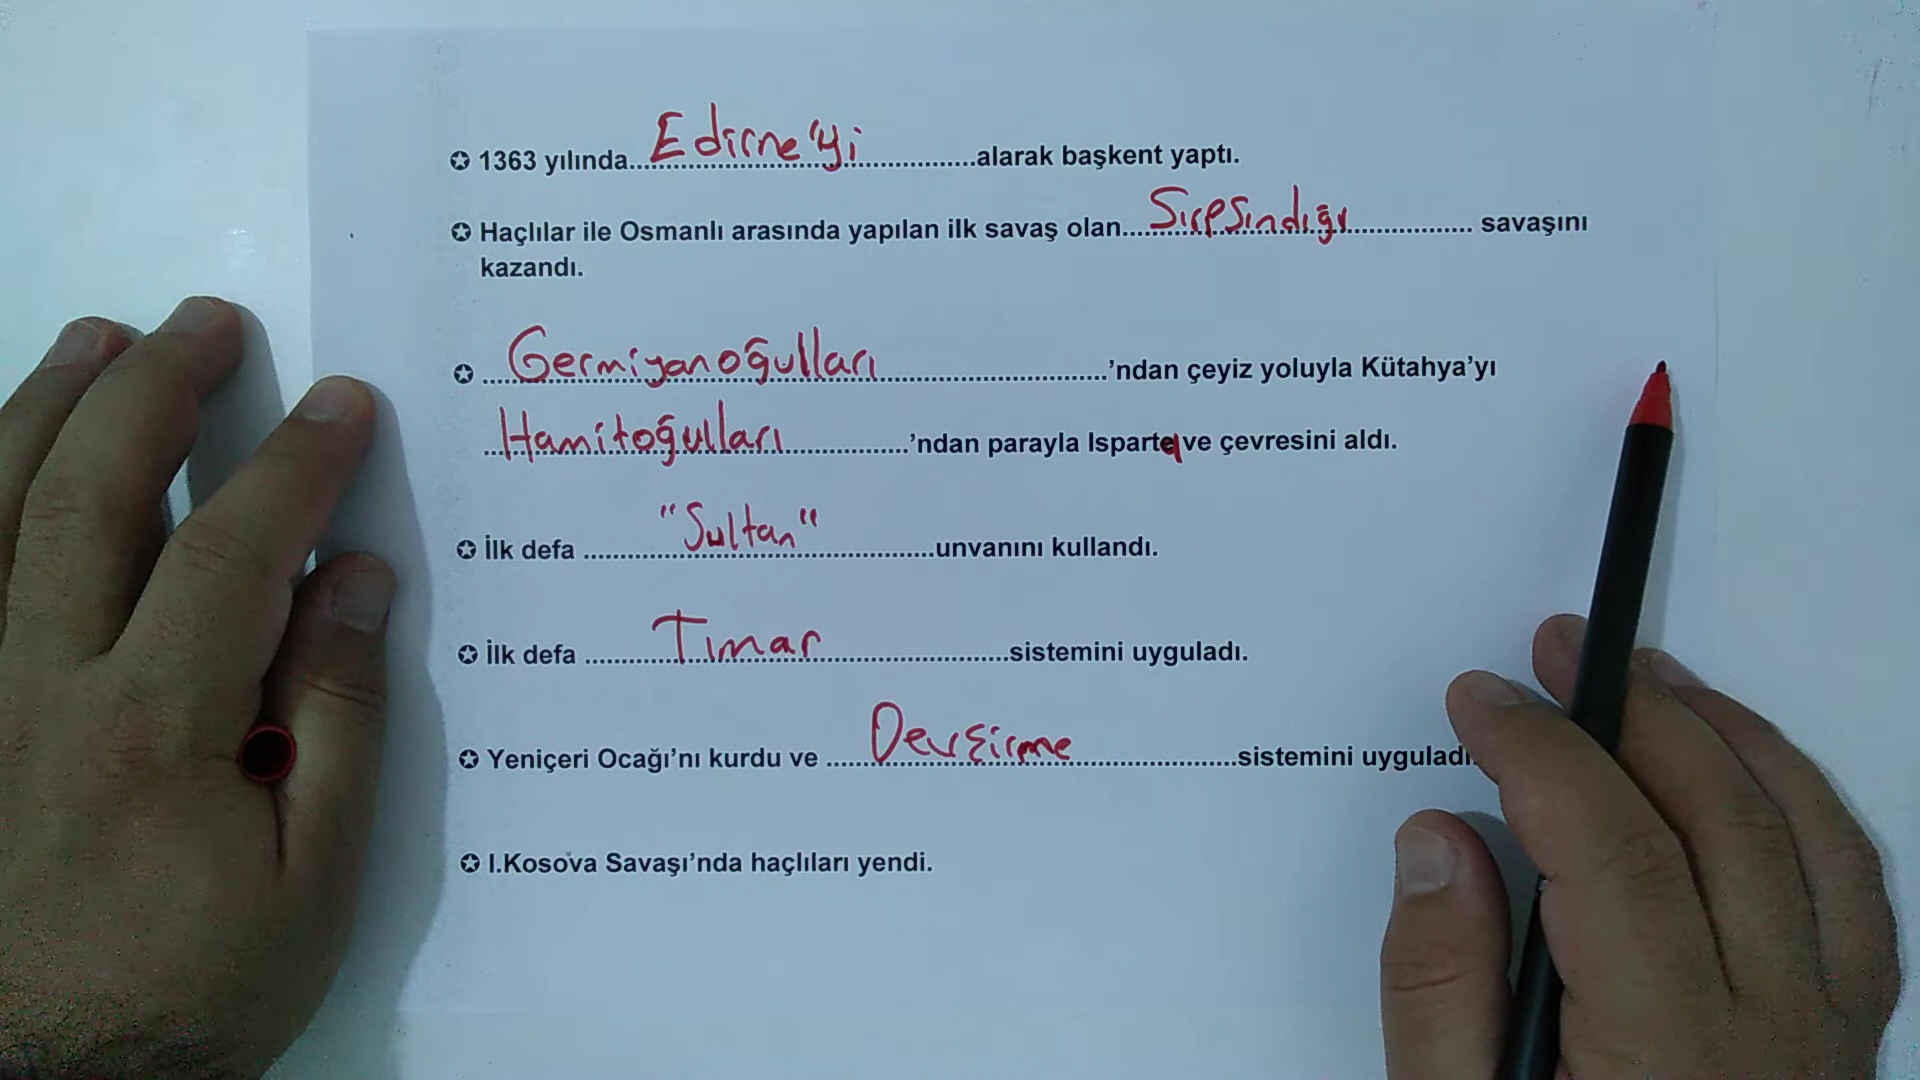 ✪ 1363 yılında...Edirne'yi...alarak başkent yaptı.
✪ Haçlılar ile Osmanlı arasında yapılan ilk savaş olan...Sırpsındığı... savaşını
kazandı.
✪ ...Germiyanoğulları...'ndan çeyiz yoluyla Kütahya'yı
...Hamitoğulları...'ndan parayla Isparta ve çevresini aldı.
✪ İlk defa ..."Sultan"...unvanını kullandı.
✪ İlk defa ...Tımar...sistemini uyguladı.
✪ Yeniçeri Ocağı'nı kurdu ve ...Devşirme...sistemini uyguladı.
✪ I.Kosova Savaşı'nda haçlıları yendi.